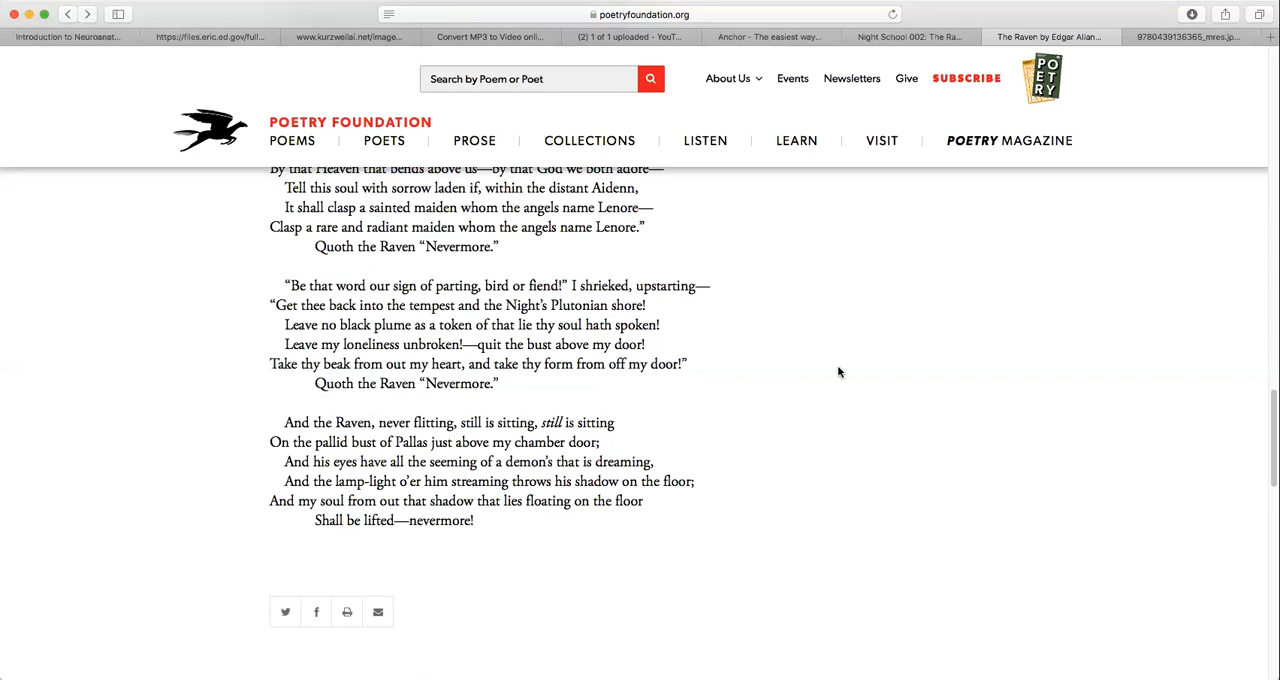 poetryfoundation.org
Introduction to Neuroanat...
https://files.eric.ed.gov/full...
www.kurzweilai.net/image...
Convert MP3 to Video onli...
(2) 1 of 1 uploaded - YouT...
Anchor - The easiest way...
Night School 002: The Ra...
The Raven by Edgar Allan...
9780439136365_mres.jp...
Search by Poem or Poet
About Us
Events
Newsletters
Give
SUBSCRIBE
PO
ET
RY
POETRY FOUNDATION
POEMS
POETS
PROSE
COLLECTIONS
LISTEN
LEARN
VISIT
POETRY MAGAZINE
By that Heaven that bends above us—by that God we both adore—
Tell this soul with sorrow laden if, within the distant Aidenn,
It shall clasp a sainted maiden whom the angels name Lenore—
Clasp a rare and radiant maiden whom the angels name Lenore.”
Quoth the Raven “Nevermore.”
“Be that word our sign of parting, bird or fiend!” I shrieked, upstarting—
“Get thee back into the tempest and the Night’s Plutonian shore!
Leave no black plume as a token of that lie thy soul hath spoken!
Leave my loneliness unbroken!—quit the bust above my door!
Take thy beak from out my heart, and take thy form from off my door!”
Quoth the Raven “Nevermore.”
And the Raven, never flitting, still is sitting, still is sitting
On the pallid bust of Pallas just above my chamber door;
And his eyes have all the seeming of a demon’s that is dreaming,
And the lamp-light o’er him streaming throws his shadow on the floor;
And my soul from out that shadow that lies floating on the floor
Shall be lifted—nevermore!